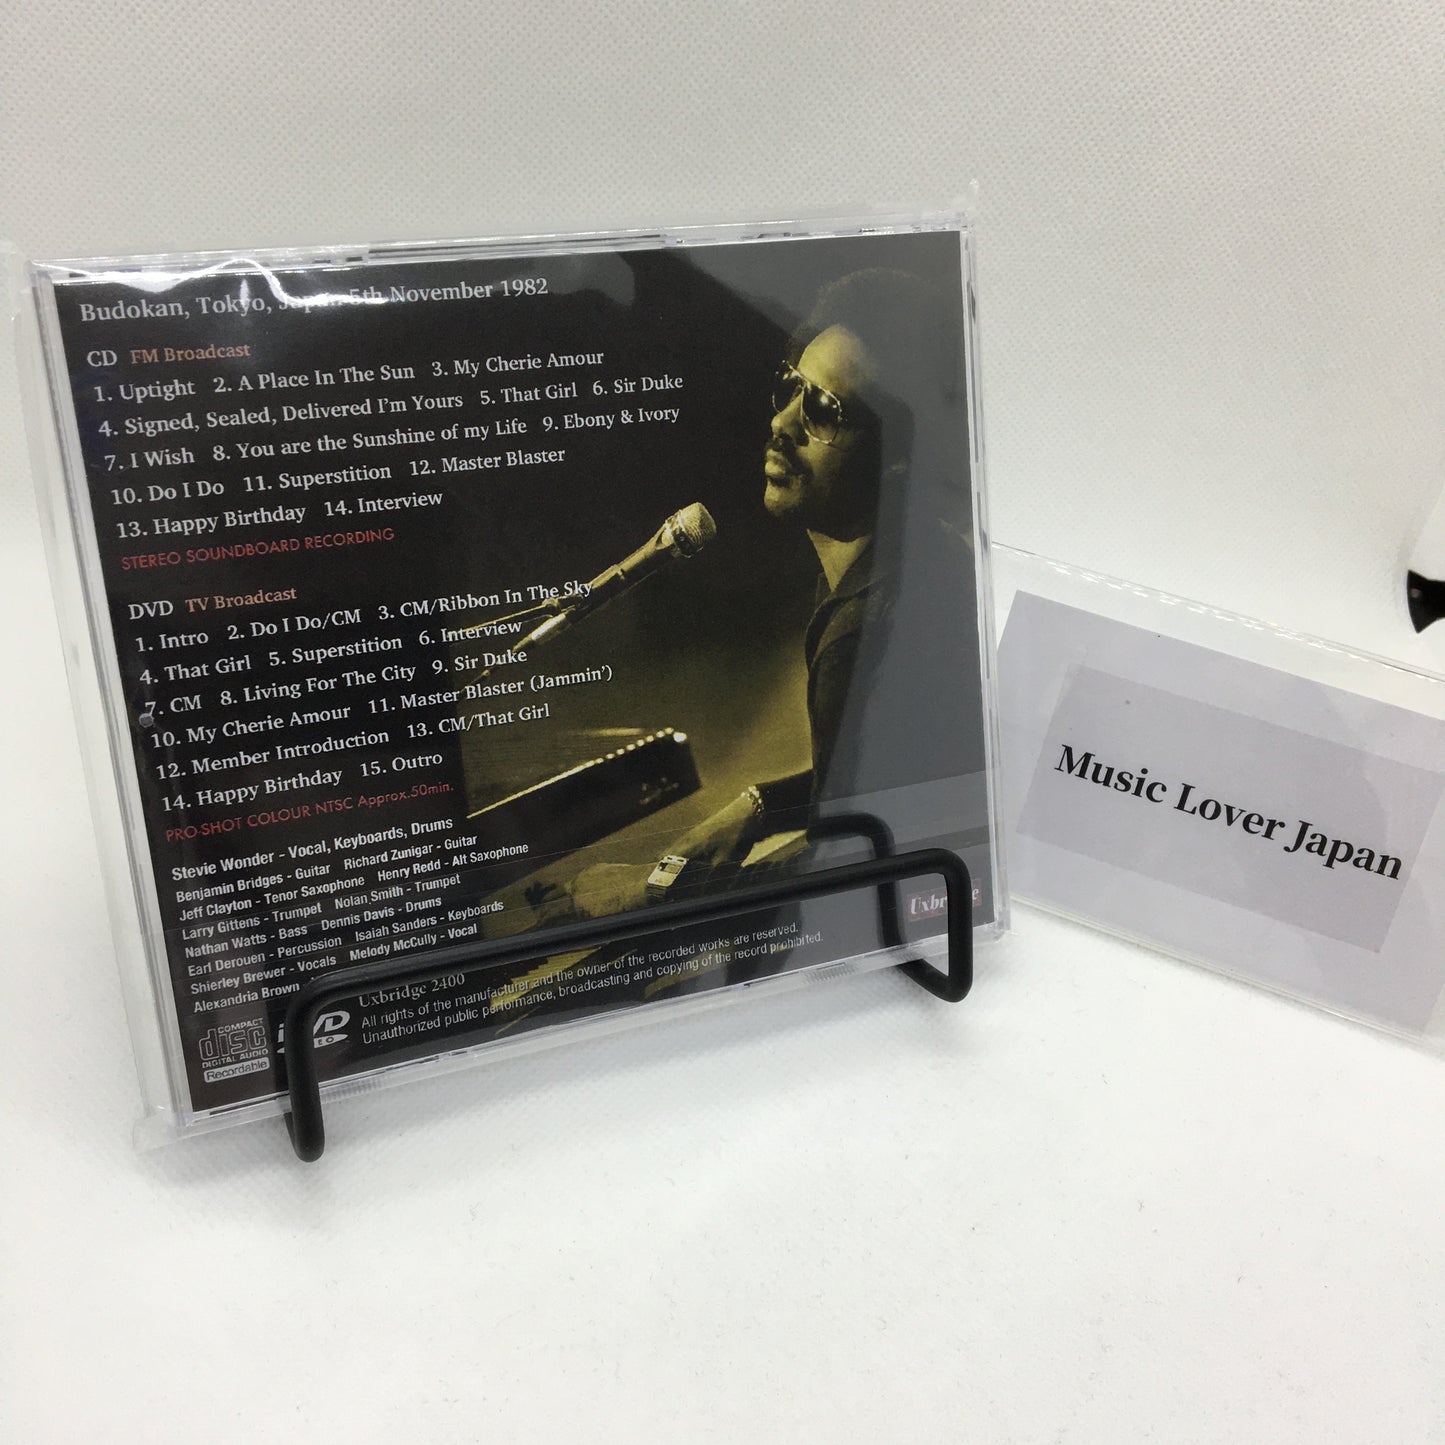 Budokan, Tokyo, Japan 5th November 1982
CD FM Broadcast
1. Uptight 2. A Place In The Sun 3. My Cherie Amour
4. Signed, Sealed, Delivered I'm Yours 5. That Girl 6. Sir Duke
7. I Wish 8. You are the Sunshine of my Life 9. Ebony & Ivory
10. Do I Do 11. Superstition 12. Master Blaster
13. Happy Birthday 14. Interview
STEREO SOUNDBOARD RECORDING
DVD TV Broadcast
1. Intro 2. Do I Do/CM 3. CM/Ribbon In The Sky
4. That Girl 5. Superstition 6. Interview
7. CM 8. Living For The City 9. Sir Duke
10. My Cherie Amour 11. Master Blaster (Jammin')
12. Member Introduction 13. CM/That Girl
14. Happy Birthday 15. Outro
PRO-SHOT COLOUR NTSC Approx.50min.
Stevie Wonder - Vocal, Keyboards, Drums
Benjamin Bridges - Guitar Richard Zunigar - Guitar
Jeff Clayton - Tenor Saxophone Henry Redd - Alt Saxophone
Larry Gittens - Trumpet Nolan Smith - Trumpet
Nathan Watts - Bass Dennis Davis - Drums
Earl Derouen - Percussion Isaiah Sanders - Keyboards
Shierley Brewer - Vocals Melody McCully - Vocal
Alexandria Brown
Uxbridge
COMPACT
disc
DIGITAL AUDIO
Recordable
DVD
Uxbridge 2400
All rights of the manufacturer and the owner of the recorded works are reserved.
Unauthorized public performance, broadcasting and copying of the record prohibited.
Music Lover Japan